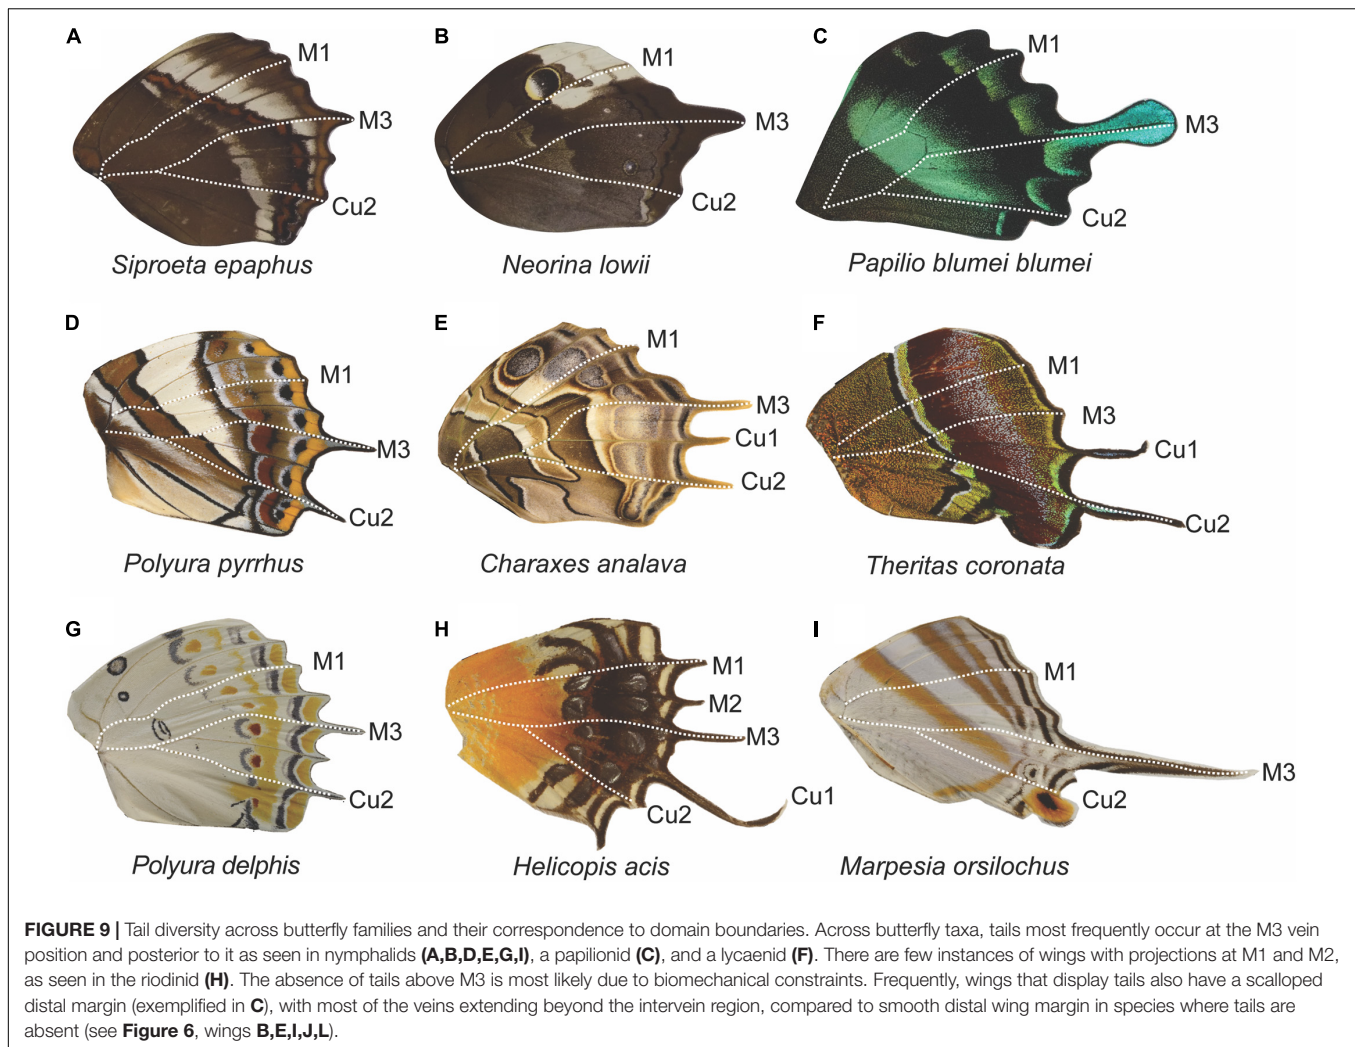 A
M1
M3
Cu2
Siproeta epaphus
B
M1
M3
Cu2
Neorina lowii
C
M1
M3
Cu2
Papilio blumei blumei
D
M1
M3
Cu2
Polyura pyrrhus
E
M1
M3
Cu1
Cu2
Charaxes analava
F
M1
M3
Cu1
Cu2
Theritas coronata
G
M1
M3
Cu2
Polyura delphis
H
M1
M2
M3
Cu1
Cu2
Helicopis acis
I
M1
M3
Cu2
Marpesia orsilochus
FIGURE 9 | Tail diversity across butterfly families and their correspondence to domain boundaries. Across butterfly taxa, tails most frequently occur at the M3 vein
position and posterior to it as seen in nymphalids (A,B,D,E,G,I), a papilionid (C), and a lycaenid (F). There are few instances of wings with projections at M1 and M2,
as seen in the riodinid (H). The absence of tails above M3 is most likely due to biomechanical constraints. Frequently, wings that display tails also have a scalloped
distal margin (exemplified in C), with most of the veins extending beyond the intervein region, compared to smooth distal wing margin in species where tails are
absent (see Figure 6, wings B,E,I,J,L).